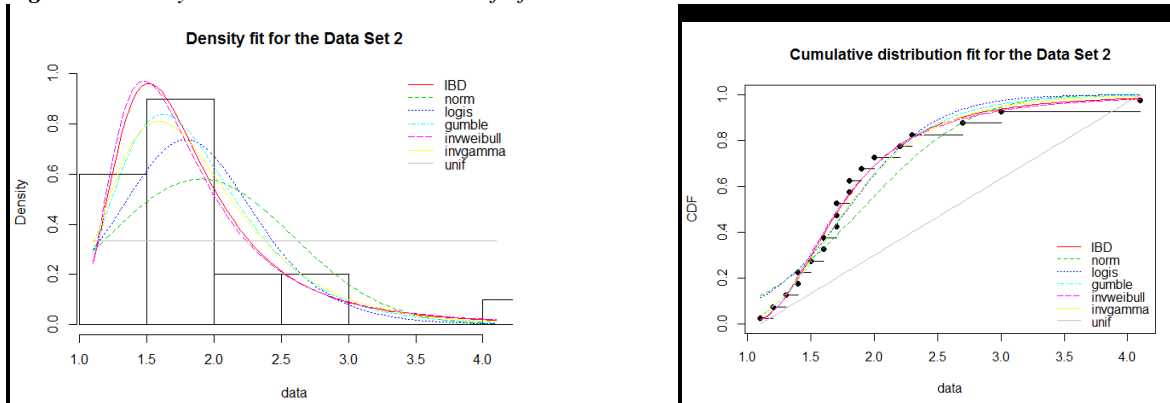 Density fit for the Data Set 2
Density
0.0 0.2 0.4 0.6 0.8 1.0
IBD
norm
logis
gumble
invweibull
invgamma
unif
1.0 1.5 2.0 2.5 3.0 3.5 4.0
data
Cumulative distribution fit for the Data Set 2
CDF
0.0 0.2 0.4 0.6 0.8 1.0
IBD
norm
logis
gumble
invweibull
invgamma
unif
1.0 1.5 2.0 2.5 3.0 3.5 4.0
data